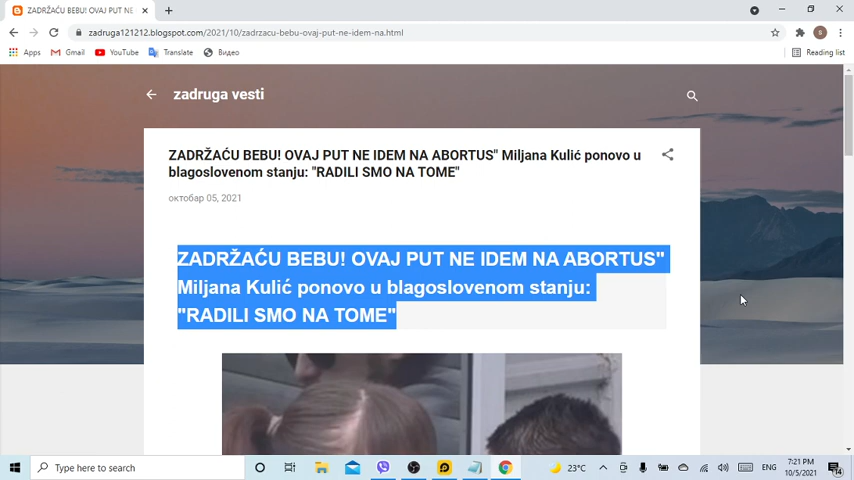 ZADRŽAĆU BEBU! OVAJ PUT NE
zadruga121212.blogspot.com/2021/10/zadrzacu-bebu-ovaj-put-ne-idem-na.html
B
Apps
Gmail
YouTube
Translate
Видео
Reading list
zadruga vesti
ZADRŽAĆU BEBU! OVAJ PUT NE IDEM NA ABORTUS" Miljana Kulić ponovo u
blagoslovenom stanju: "RADILI SMO NA TOME"
октобар 05, 2021
ZADRŽAĆU BEBU! OVAJ PUT NE IDEM NA ABORTUS"
Miljana Kulić ponovo u blagoslovenom stanju:
"RADILI SMO NA TOME"
Type here to search
23°C
ENG
7:21 PM
10/5/2021
14